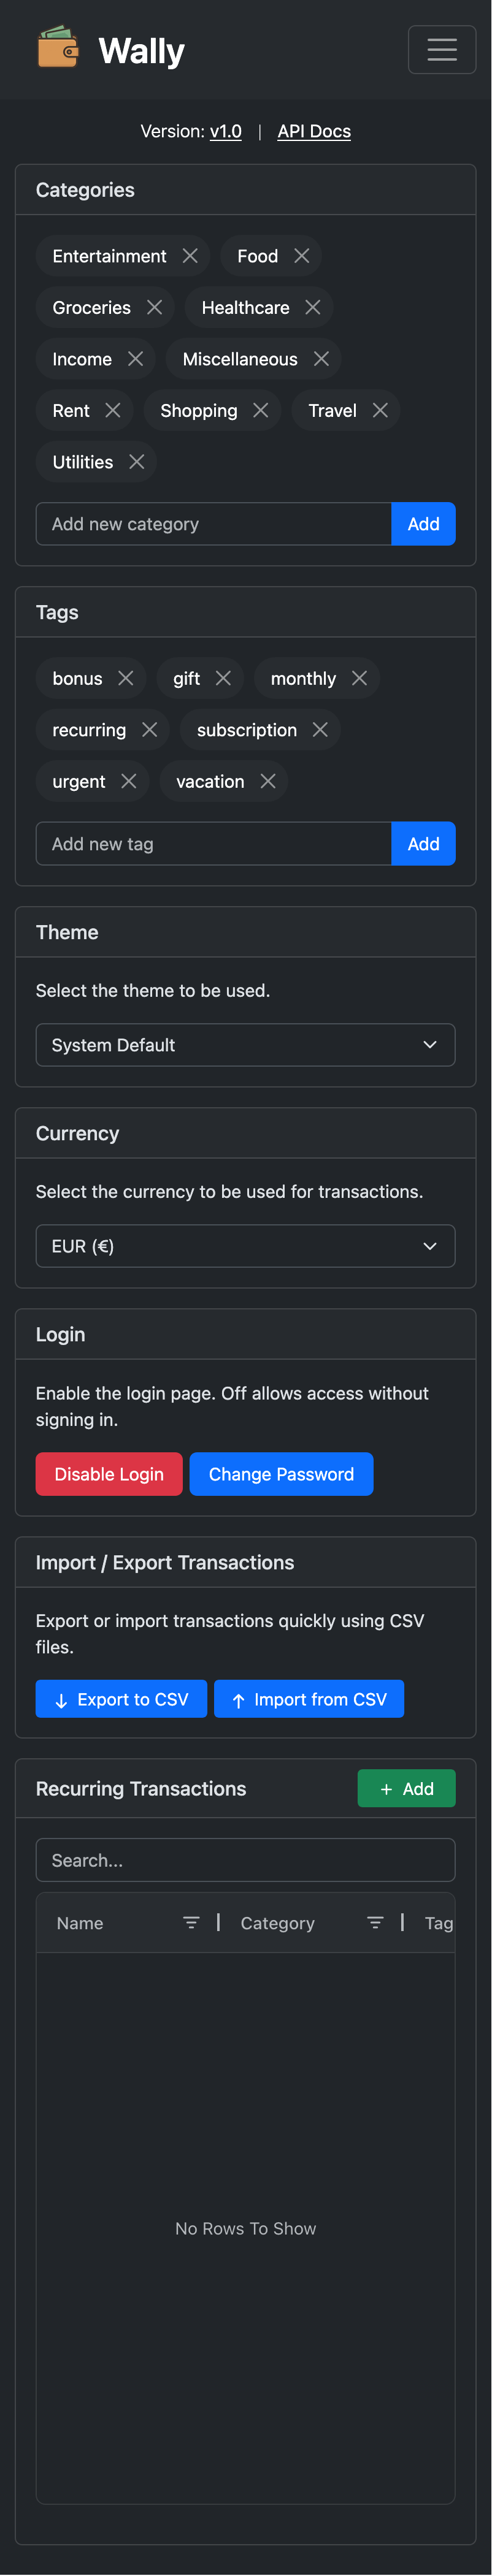 Wally
Version: v1.0 | API Docs
Categories
Entertainment Food
Groceries Healthcare
Income Miscellaneous
Rent Shopping Travel
Utilities
Add new category Add
Tags
bonus gift monthly
recurring subscription
urgent vacation
Add new tag Add
Theme
Select the theme to be used.
System Default
Currency
Select the currency to be used for transactions.
EUR (€)
Login
Enable the login page. Off allows access without
signing in.
Disable Login Change Password
Import / Export Transactions
Export or import transactions quickly using CSV
files.
Export to CSV Import from CSV
Recurring Transactions + Add
Search...
Name Category Tag
No Rows To Show